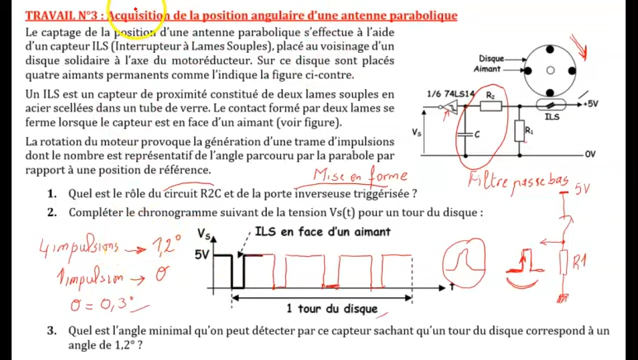 TRAVAIL N°3 : Acquisition de la position angulaire d'une antenne parabolique
Le captage de la position d'une antenne parabolique s'effectue à l'aide
d'un capteur ILS (Interrupteur à Lames Souples), placé au voisinage d'un
disque solidaire à l'axe du motoréducteur. Sur ce disque sont placés
quatre aimants permanents comme l'indique la figure ci-contre.
Un ILS est un capteur de proximité constitué de deux lames souples en
acier scellées dans un tube de verre. Le contact formé par deux lames se
ferme lorsque le capteur est en face d'un aimant (voir figure).
La rotation du moteur provoque la génération d'une trame d'impulsions
dont le nombre est représentatif de l'angle parcouru par la parabole par
rapport à une position de référence.
Disque
Aimant
1/6 74LS14
R2
+5V
ILS
Vs
C
R1
0V
Mise en forme
Filtre passe bas
5V
R1
1. Quel est le rôle du circuit R2C et de la porte inverseuse triggérisée ?
2. Compléter le chronogramme suivant de la tension Vs(t) pour un tour du disque :
Vs
ILS en face d'un aimant
5V
t
1 tour du disque
4 impulsions → 1,2°
1 impulsion → θ
θ = 0,3°
3. Quel est l'angle minimal qu'on peut détecter par ce capteur sachant qu'un tour du disque correspond à un
angle de 1,2° ?